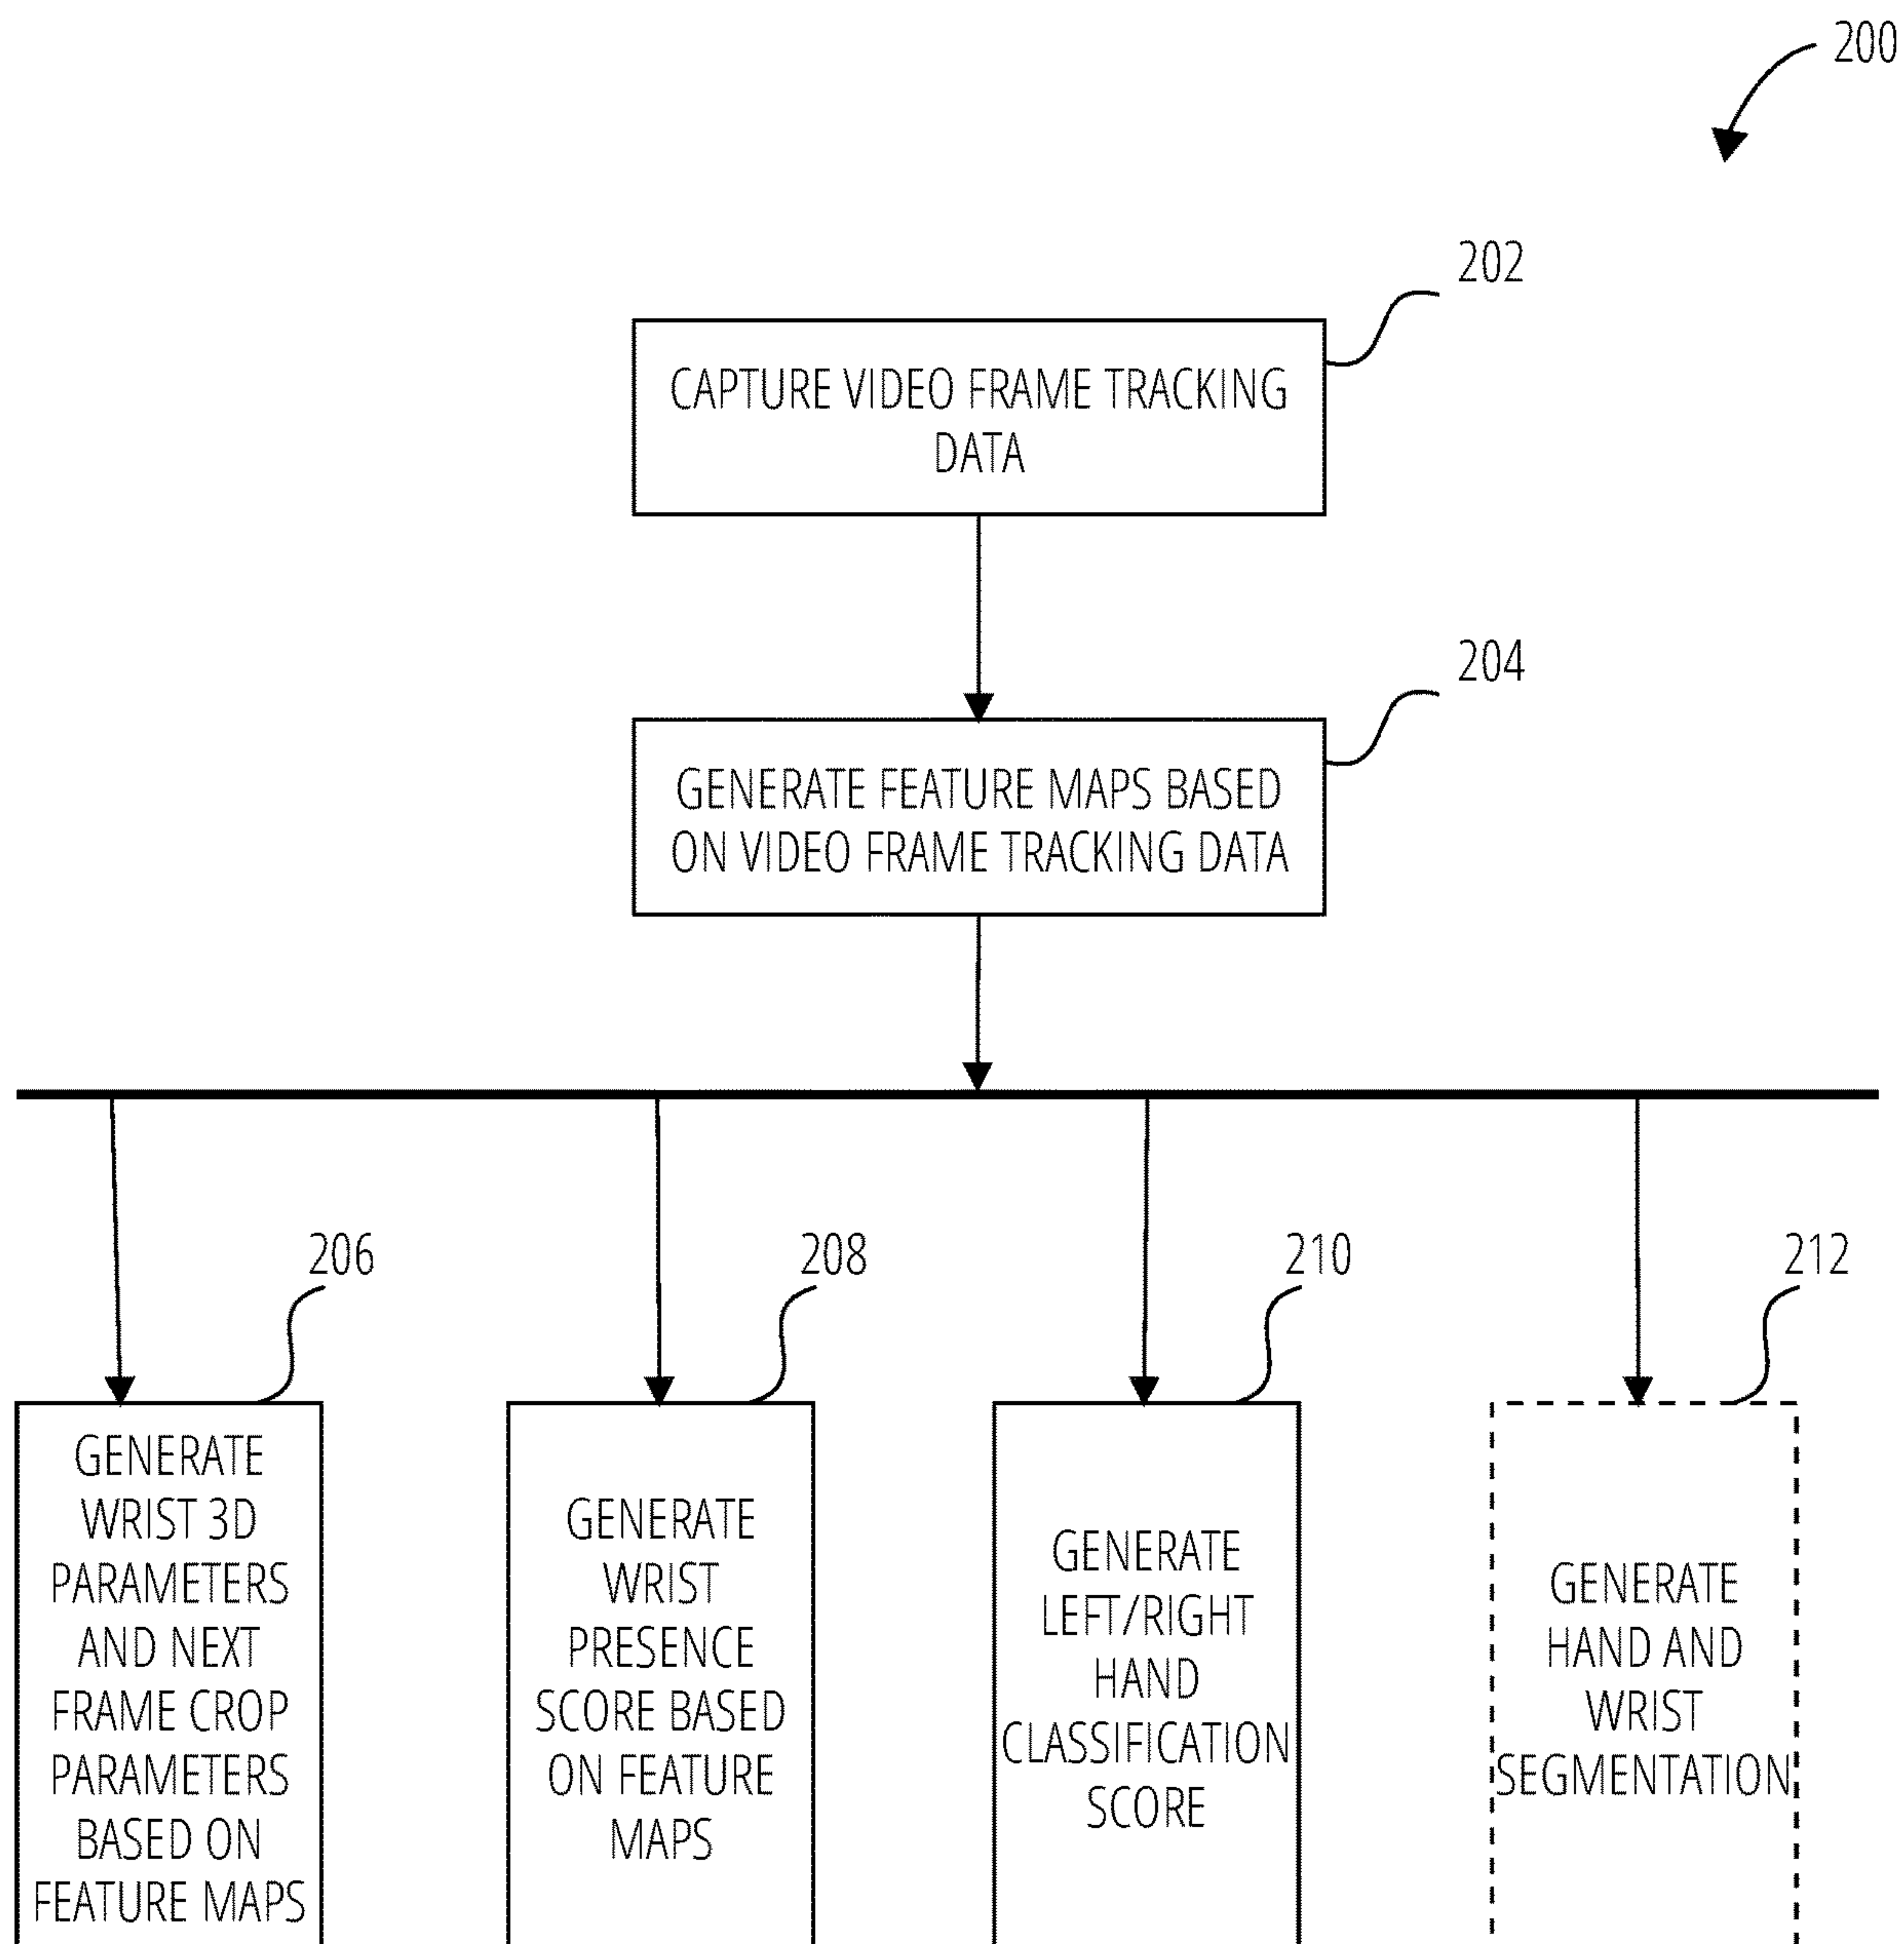 200
202
CAPTURE VIDEO FRAME TRACKING
DATA
204
GENERATE FEATURE MAPS BASED
ON VIDEO FRAME TRACKING DATA
206
GENERATE
WRIST 3D
PARAMETERS
AND NEXT
FRAME CROP
PARAMETERS
BASED ON
FEATURE MAPS
208
GENERATE
WRIST
PRESENCE
SCORE BASED
ON FEATURE
MAPS
210
GENERATE
LEFT/RIGHT
HAND
CLASSIFICATION
SCORE
212
GENERATE
HAND AND
WRIST
SEGMENTATION